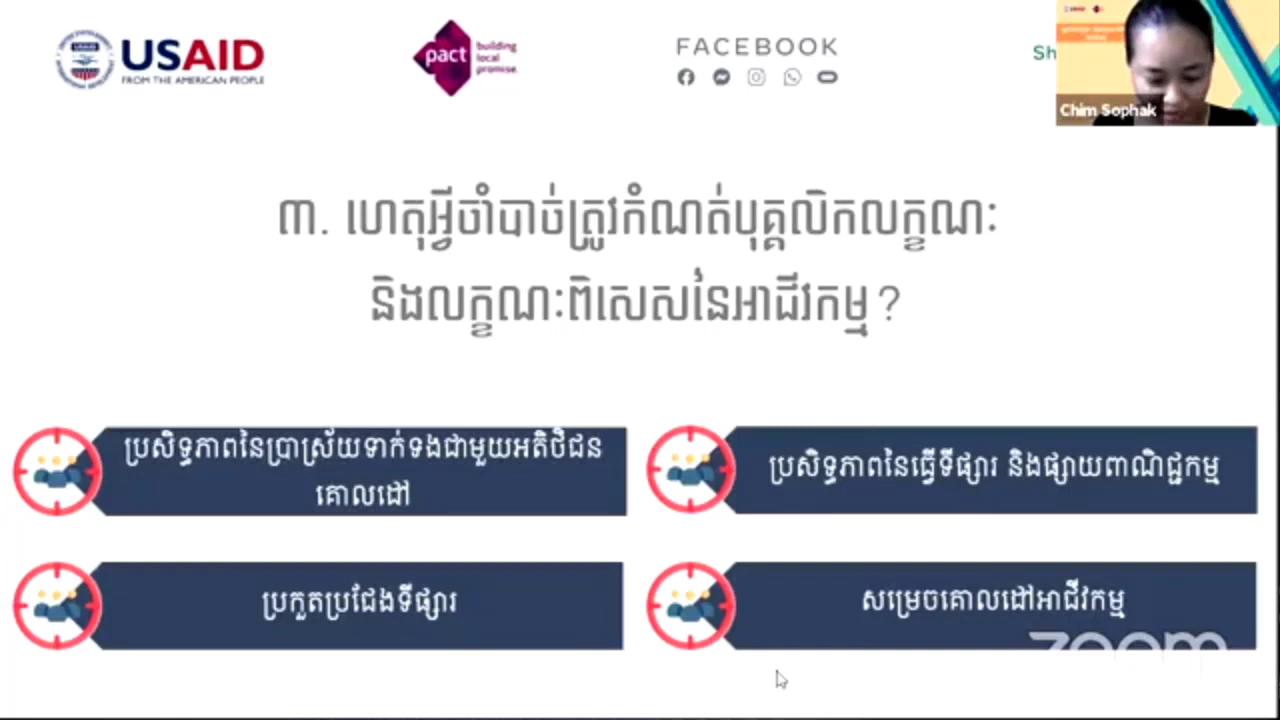 USAID
FROM THE AMERICAN PEOPLE
pact
building
local
promise.
FACEBOOK
Sh
Chim Sophak
៣. ហេតុអ្វីចាំបាច់ត្រូវកំណត់បុគ្គលិកលក្ខណៈ
និងលក្ខណៈពិសេសនៃអាជីវកម្ម?
ប្រសិទ្ធភាពនៃប្រាស្រ័យទាក់ទងជាមួយអតិថិជន
គោលដៅ
ប្រសិទ្ធភាពនៃធ្វើទីផ្សារ និងផ្សាយពាណិជ្ជកម្ម
ប្រកួតប្រជែងទីផ្សារ
សម្រេចគោលដៅអាជីវកម្ម
zoom